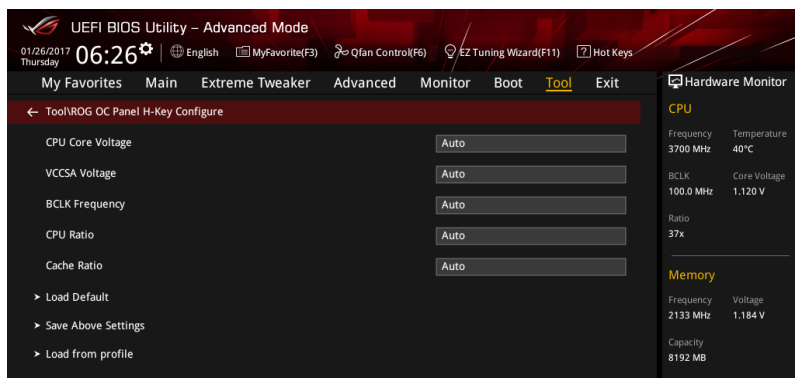 UEFI BIOS Utility – Advanced Mode
01/26/2017 Thursday 06:26 English MyFavorite(F3) Qfan Control(F6) EZ Tuning Wizard(F11) ? Hot Keys
My Favorites Main Extreme Tweaker Advanced Monitor Boot Tool Exit
← Tool\ROG OC Panel H-Key Configure
CPU Core Voltage Auto
VCCSA Voltage Auto
BCLK Frequency Auto
CPU Ratio Auto
Cache Ratio Auto
➤ Load Default
➤ Save Above Settings
➤ Load from profile
Hardware Monitor
CPU
Frequency Temperature
3700 MHz 40°C
BCLK Core Voltage
100.0 MHz 1.120 V
Ratio
37x
Memory
Frequency Voltage
2133 MHz 1.184 V
Capacity
8192 MB